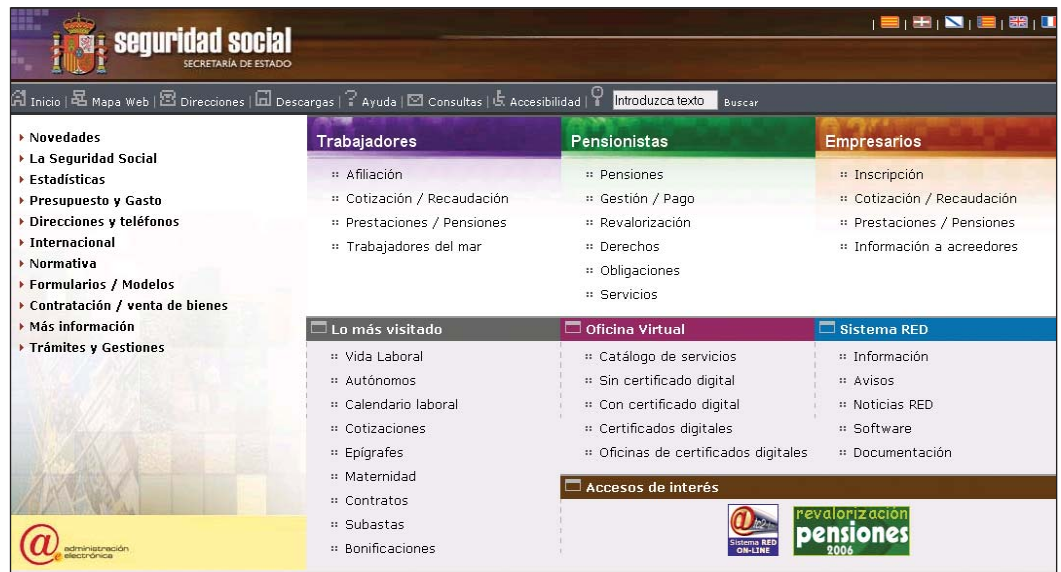 seguridad social
SECRETARÍA DE ESTADO
Inicio | Mapa Web | Direcciones | Descargas | Ayuda | Consultas | Accesibilidad | Introduzca texto Buscar
Novedades
La Seguridad Social
Estadísticas
Presupuesto y Gasto
Direcciones y teléfonos
Internacional
Normativa
Formularios / Modelos
Contratación / venta de bienes
Más información
Trámites y Gestiones
@e administración
electrónica
Trabajadores
Afiliación
Cotización / Recaudación
Prestaciones / Pensiones
Trabajadores del mar
Pensionistas
Pensiones
Gestión / Pago
Revalorización
Derechos
Obligaciones
Servicios
Empresarios
Inscripción
Cotización / Recaudación
Prestaciones / Pensiones
Información a acreedores
Lo más visitado
Vida Laboral
Autónomos
Calendario laboral
Cotizaciones
Epígrafes
Maternidad
Contratos
Subastas
Bonificaciones
Oficina Virtual
Catálogo de servicios
Sin certificado digital
Con certificado digital
Certificados digitales
Oficinas de certificados digitales
Sistema RED
Información
Avisos
Noticias RED
Software
Documentación
Accesos de interés
@
Sistema RED
ON-LINE
revalorización
pensiones
2006